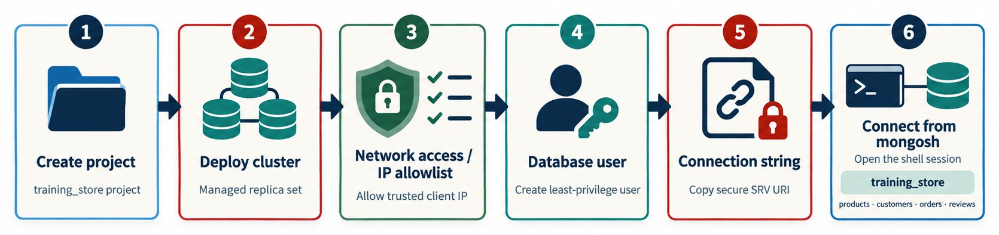 1
Create project
training_store project
2
Deploy cluster
Managed replica set
3
Network access /
IP allowlist
Allow trusted client IP
4
Database user
Create least-privilege user
5
Connection string
Copy secure SRV URI
6
>_
Connect from
mongosh
Open the shell session
training_store
products · customers · orders · reviews